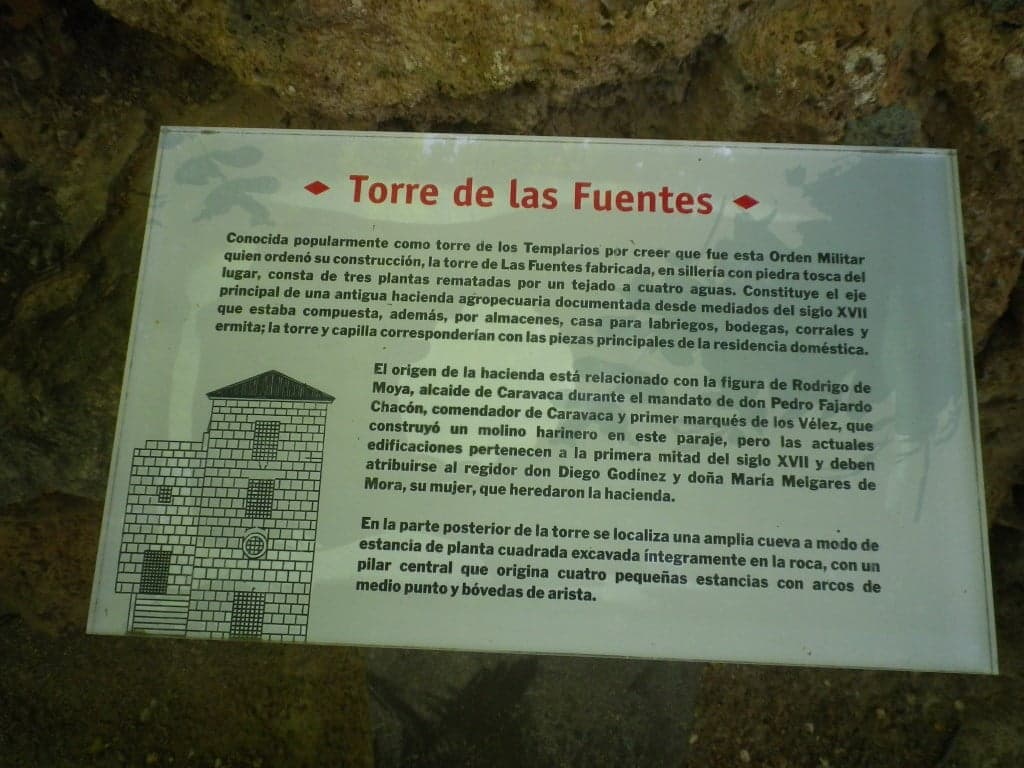 Torre de las Fuentes
Conocida popularmente como torre de los Templarios por creer que fue esta Orden Militar
quien ordenó su construcción, la torre de Las Fuentes fabricada, en sillería con piedra tosca del
lugar, consta de tres plantas rematadas por un tejado a cuatro aguas. Constituye el eje
principal de una antigua hacienda agropecuaria documentada desde mediados del siglo XVII
que estaba compuesta, además, por almacenes, casa para labriegos, bodegas, corrales y
ermita; la torre y capilla corresponderían con las piezas principales de la residencia doméstica.
El origen de la hacienda está relacionado con la figura de Rodrigo de
Moya, alcaide de Caravaca durante el mandato de don Pedro Fajardo
Chacón, comendador de Caravaca y primer marqués de los Vélez, que
construyó un molino harinero en este paraje, pero las actuales
edificaciones pertenecen a la primera mitad del siglo XVII y deben
atribuirse al regidor don Diego Godínez y doña María Melgares de
Mora, su mujer, que heredaron la hacienda.
En la parte posterior de la torre se localiza una amplia cueva a modo de
estancia de planta cuadrada excavada íntegramente en la roca, con un
pilar central que origina cuatro pequeñas estancias con arcos de
medio punto y bóvedas de arista.